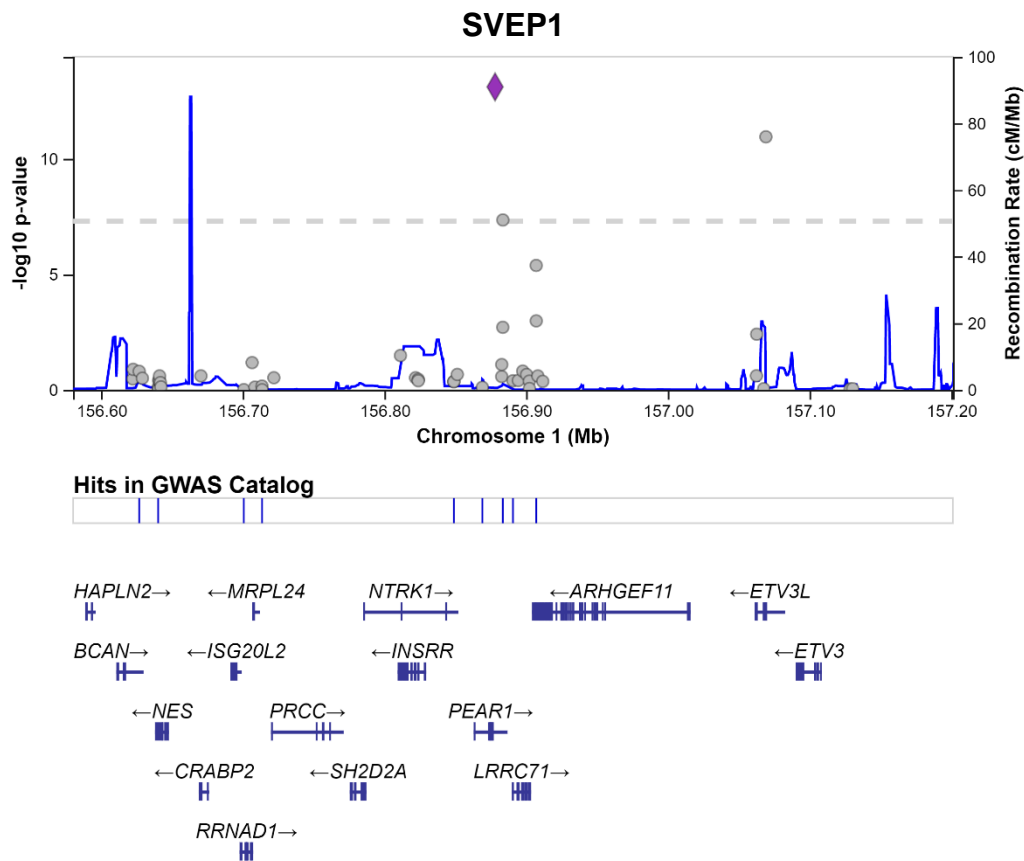 SVEP1
-log10 p-value
10
5
0
100
80
60
40
20
0
Recombination Rate (cM/Mb)
156.60 156.70 156.80 156.90 157.00 157.10 157.20
Chromosome 1 (Mb)
Hits in GWAS Catalog
HAPLN2→ ←MRPL24 NTRK1→ ←ARHGEF11 ←ETV3L
BCAN→ ←ISG20L2 ←INSRR ←ETV3
←NES PRCC→ PEAR1→
←CRABP2 ←SH2D2A LRRC71→
RRNAD1→